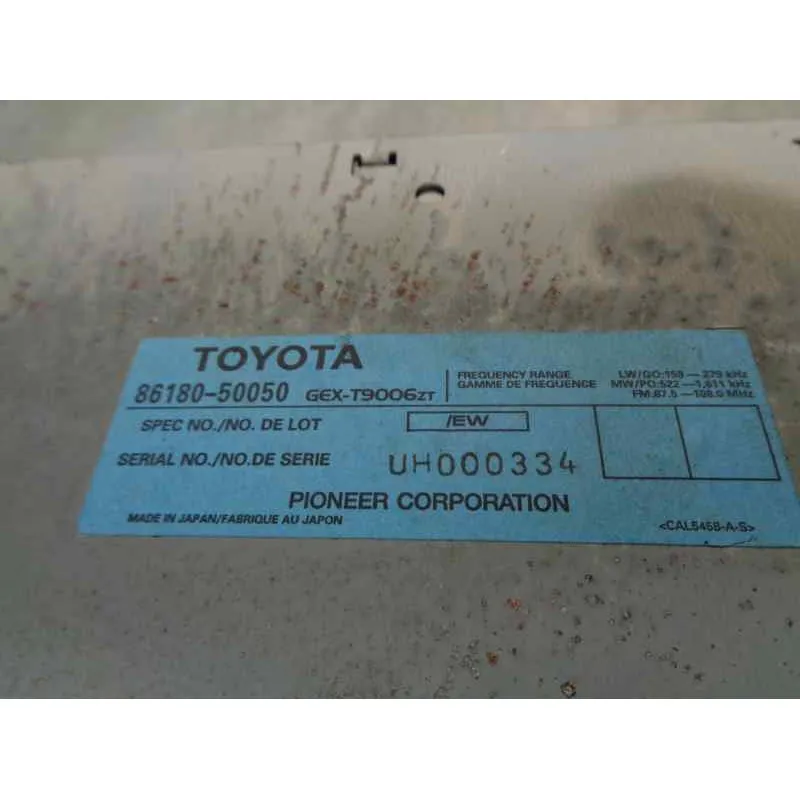 TOYOTA
86180-50050 GEX-T9006ZT
FREQUENCY RANGE
GAMME DE FREQUENCE
LW/GO:153 – 279 kHz
MW/PO:522 – 1,611 kHz
FM:87.5 – 108.0 MHz
SPEC NO./NO. DE LOT /EW
SERIAL NO./NO.DE SERIE UH000334
PIONEER CORPORATION
MADE IN JAPAN/FABRIQUE AU JAPON
<CAL5458-A-S>